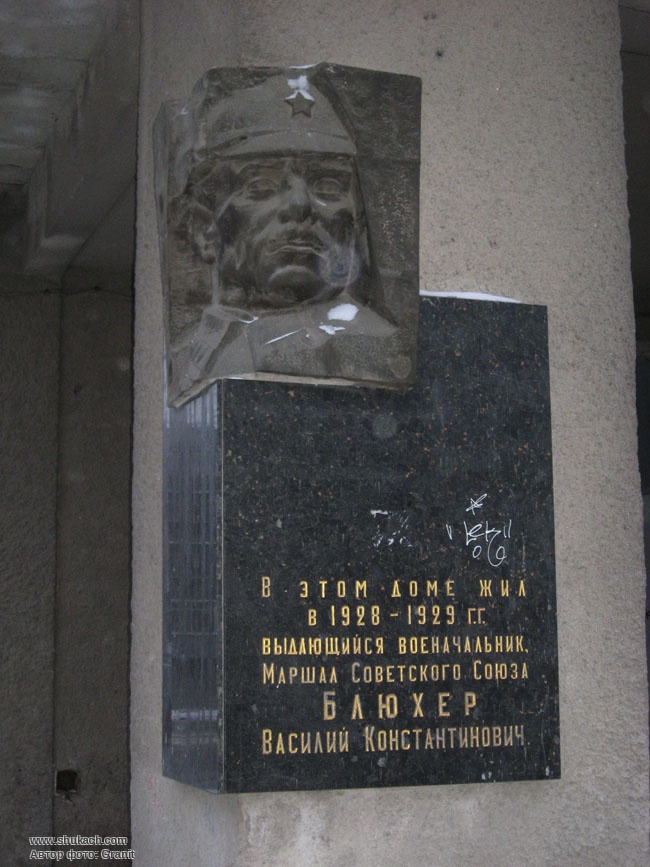 В этом доме жил
в 1928 - 1929 г.г.
выдающийся военачальник,
Маршал Советского Союза
БЛЮХЕР
Василий Константинович
www.shukach.com
Автор фото: Granit